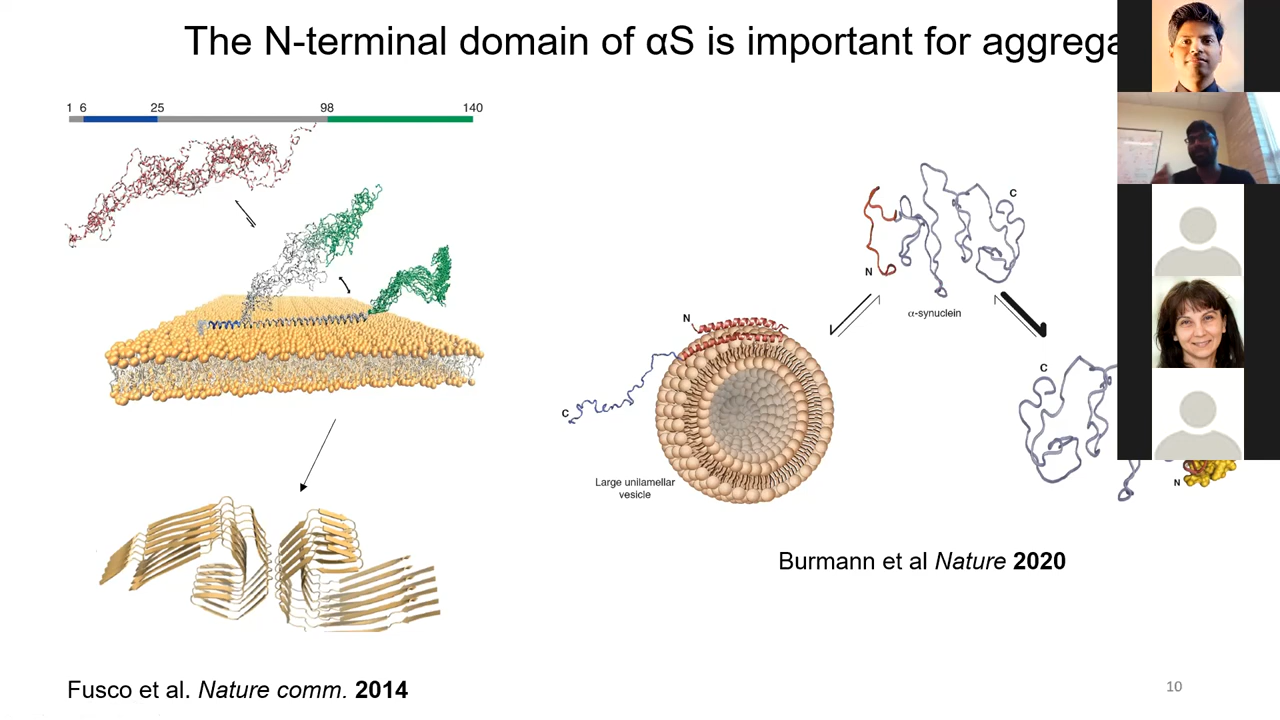 The N-terminal domain of αS is important for aggrega
1 6 25 98 140
C
N
α-synuclein
N
C
C
Large unilamellar
vesicle
N
Burmann et al Nature 2020
Fusco et al. Nature comm. 2014
10